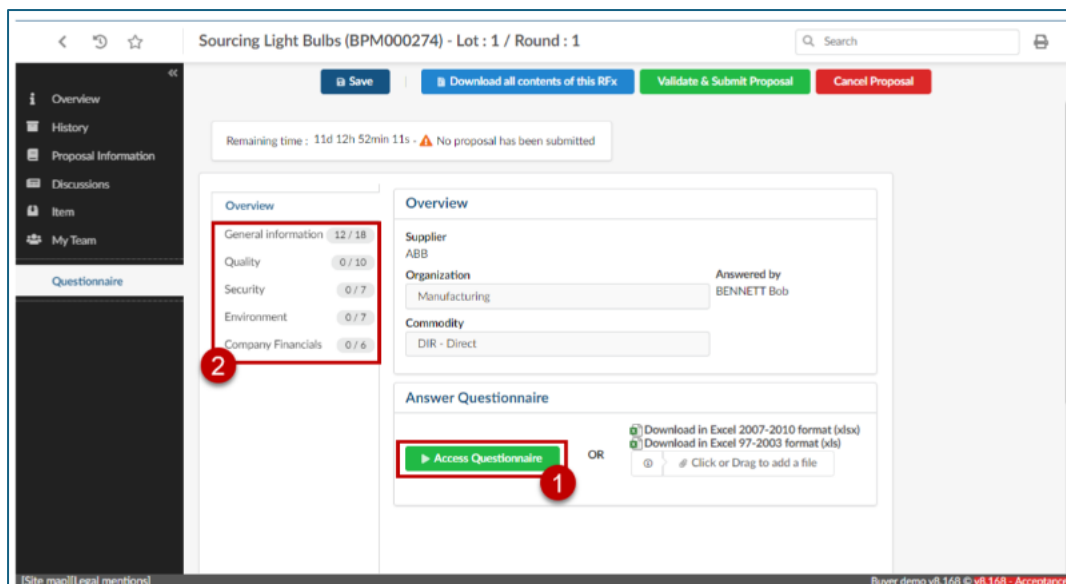 Sourcing Light Bulbs (BPM000274) - Lot : 1 / Round : 1
Search
Overview
History
Proposal Information
Discussions
Item
My Team
Questionnaire
Save
Download all contents of this RFx
Validate & Submit Proposal
Cancel Proposal
Remaining time : 11d 12h 52min 11s - No proposal has been submitted
Overview
General information 12 / 18
Quality 0 / 10
Security 0 / 7
Environment 0 / 7
Company Financials 0 / 6
2
Overview
Supplier
ABB
Organization
Manufacturing
Answered by
BENNETT Bob
Commodity
DIR - Direct
Answer Questionnaire
Access Questionnaire
1
OR
Download in Excel 2007-2010 format (xlsx)
Download in Excel 97-2003 format (xls)
Click or Drag to add a file
[Site map][Legal mentions]
Buyer demo v8.168 © v8.168 - Acceptance